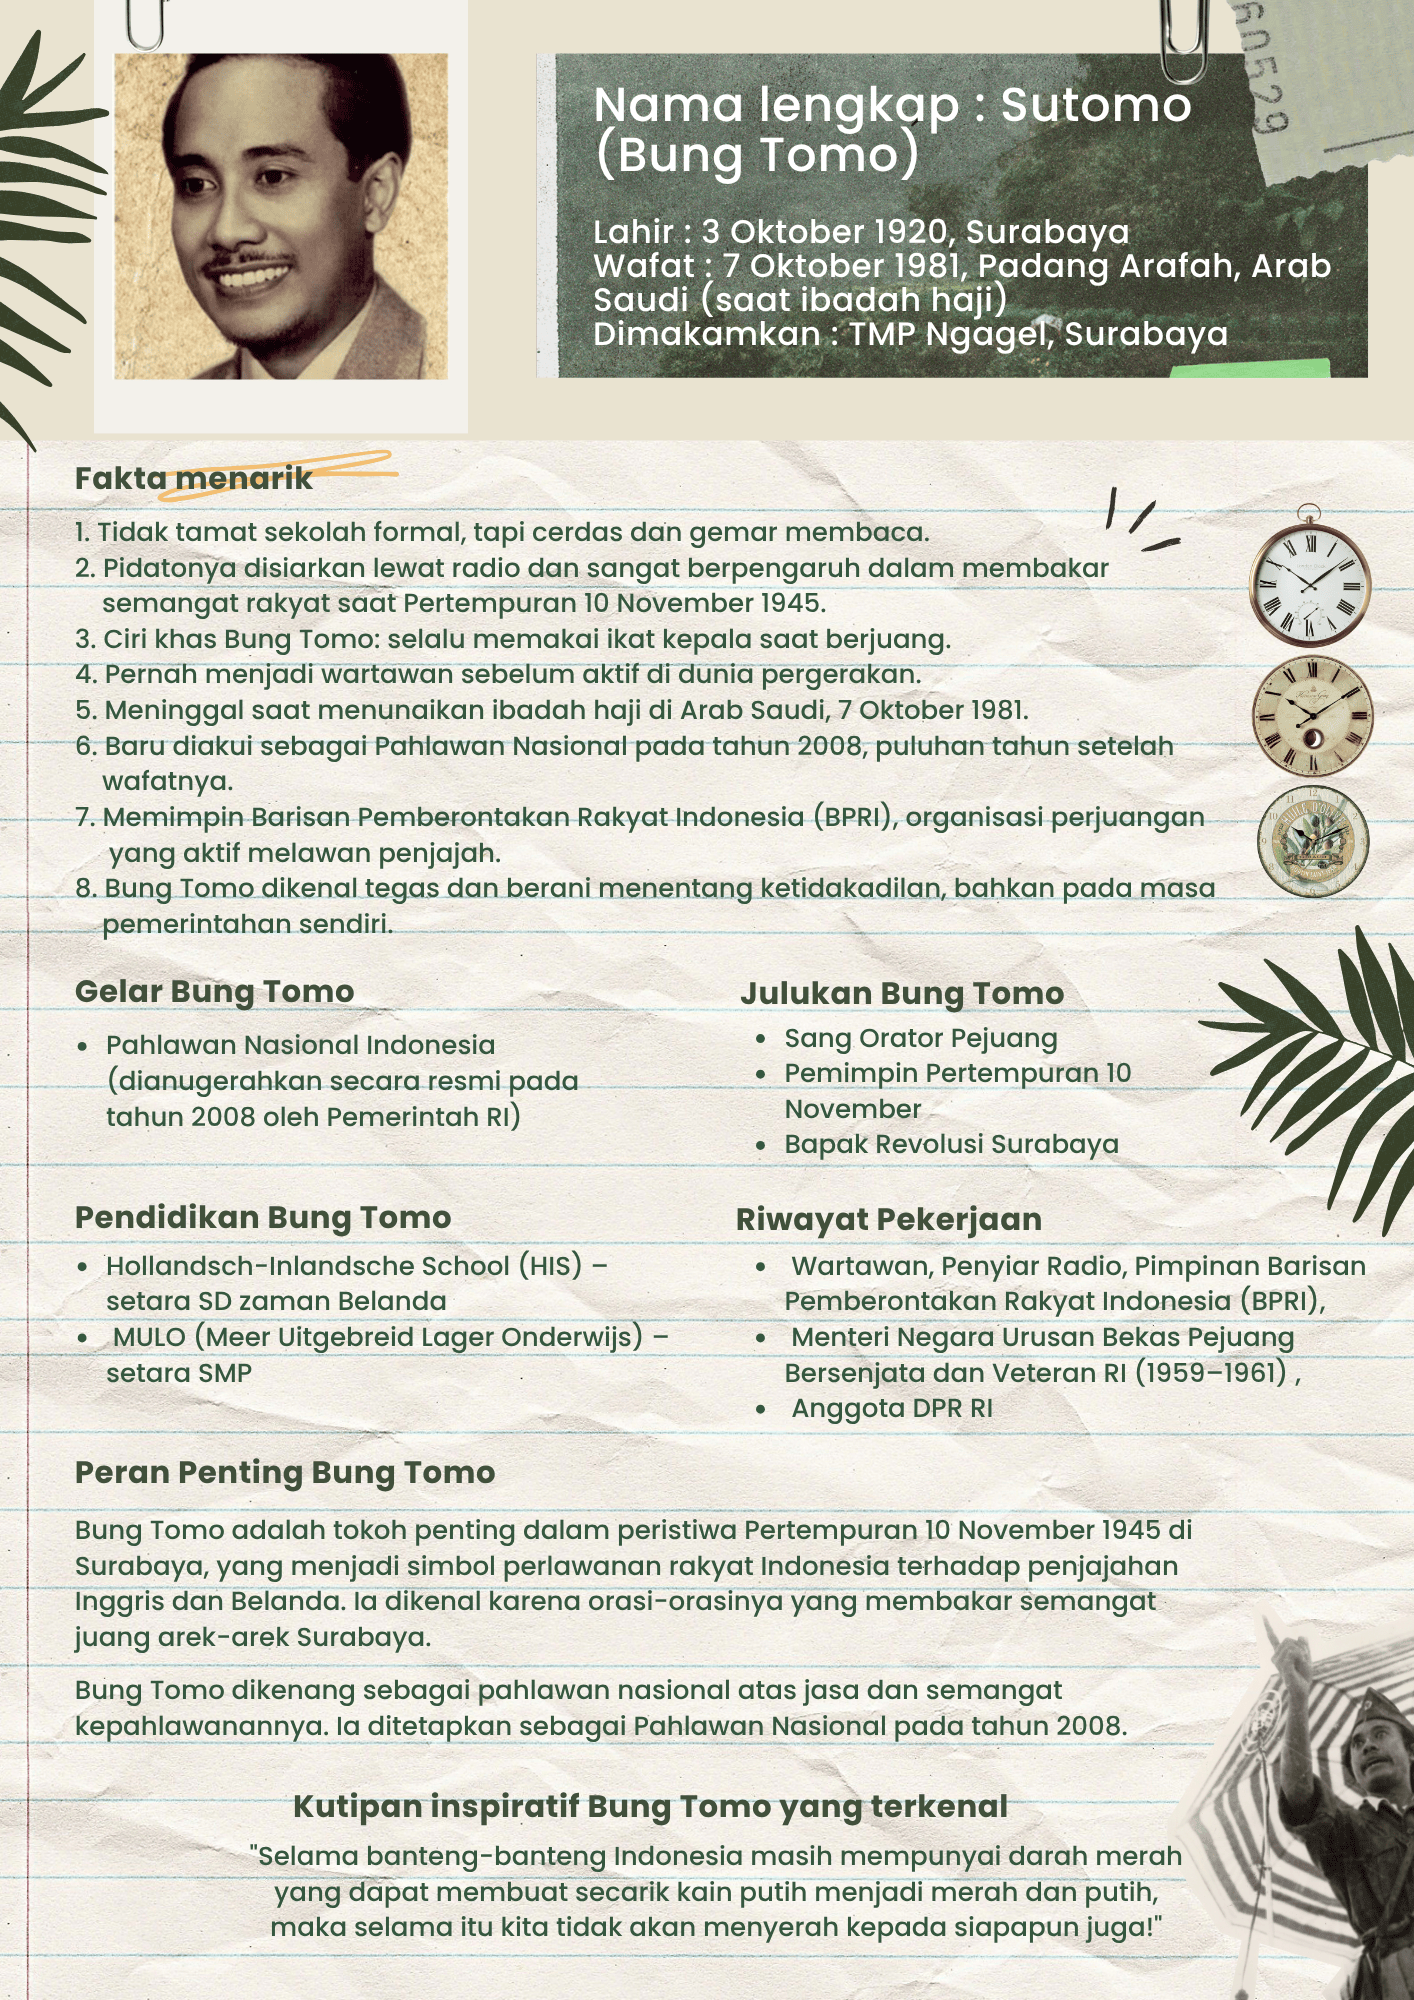 60529
Nama lengkap : Sutomo
(Bung Tomo)
Lahir : 3 Oktober 1920, Surabaya
Wafat : 7 Oktober 1981, Padang Arafah, Arab
Saudi (saat ibadah haji)
Dimakamkan : TMP Ngagel, Surabaya
Fakta menarik
1. Tidak tamat sekolah formal, tapi cerdas dan gemar membaca.
2. Pidatonya disiarkan lewat radio dan sangat berpengaruh dalam membakar
semangat rakyat saat Pertempuran 10 November 1945.
3. Ciri khas Bung Tomo: selalu memakai ikat kepala saat berjuang.
4. Pernah menjadi wartawan sebelum aktif di dunia pergerakan.
5. Meninggal saat menunaikan ibadah haji di Arab Saudi, 7 Oktober 1981.
6. Baru diakui sebagai Pahlawan Nasional pada tahun 2008, puluhan tahun setelah
wafatnya.
7. Memimpin Barisan Pemberontakan Rakyat Indonesia (BPRI), organisasi perjuangan
yang aktif melawan penjajah.
8. Bung Tomo dikenal tegas dan berani menentang ketidakadilan, bahkan pada masa
pemerintahan sendiri.
Gelar Bung Tomo
• Pahlawan Nasional Indonesia
(dianugerahkan secara resmi pada
tahun 2008 oleh Pemerintah RI)
Julukan Bung Tomo
• Sang Orator Pejuang
• Pemimpin Pertempuran 10
November
• Bapak Revolusi Surabaya
Pendidikan Bung Tomo
• Hollandsch-Inlandsche School (HIS) –
setara SD zaman Belanda
• MULO (Meer Uitgebreid Lager Onderwijs) –
setara SMP
Riwayat Pekerjaan
• Wartawan, Penyiar Radio, Pimpinan Barisan
Pemberontakan Rakyat Indonesia (BPRI),
• Menteri Negara Urusan Bekas Pejuang
Bersenjata dan Veteran RI (1959–1961) ,
• Anggota DPR RI
Peran Penting Bung Tomo
Bung Tomo adalah tokoh penting dalam peristiwa Pertempuran 10 November 1945 di
Surabaya, yang menjadi simbol perlawanan rakyat Indonesia terhadap penjajahan
Inggris dan Belanda. Ia dikenal karena orasi-orasinya yang membakar semangat
juang arek-arek Surabaya.
Bung Tomo dikenang sebagai pahlawan nasional atas jasa dan semangat
kepahlawanannya. Ia ditetapkan sebagai Pahlawan Nasional pada tahun 2008.
Kutipan inspiratif Bung Tomo yang terkenal
"Selama banteng-banteng Indonesia masih mempunyai darah merah
yang dapat membuat secarik kain putih menjadi merah dan putih,
maka selama itu kita tidak akan menyerah kepada siapapun juga!"